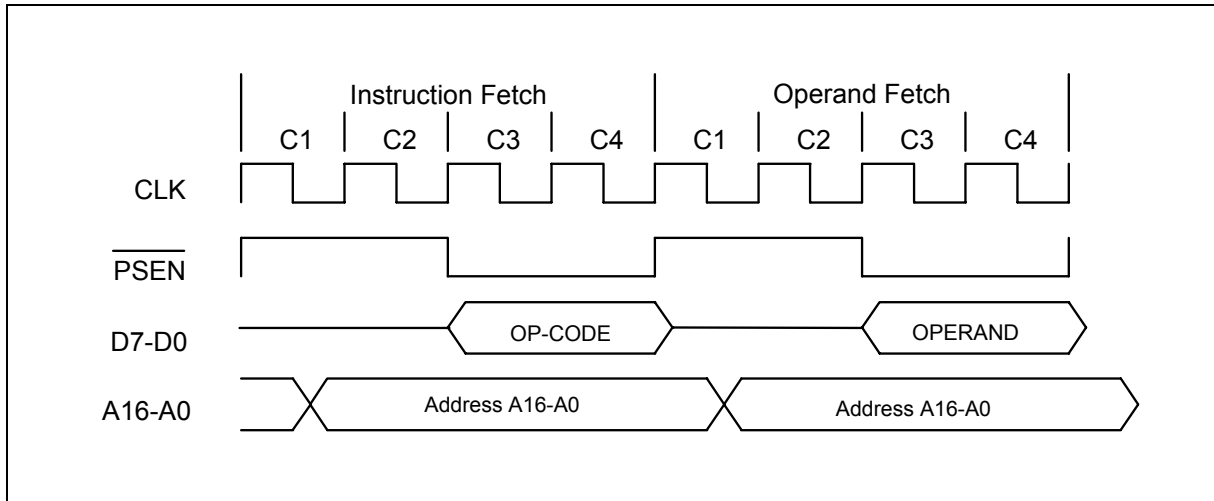 Instruction Fetch Operand Fetch
C1 C2 C3 C4 C1 C2 C3 C4
CLK
PSEN
D7-D0 OP-CODE OPERAND
A16-A0 Address A16-A0 Address A16-A0